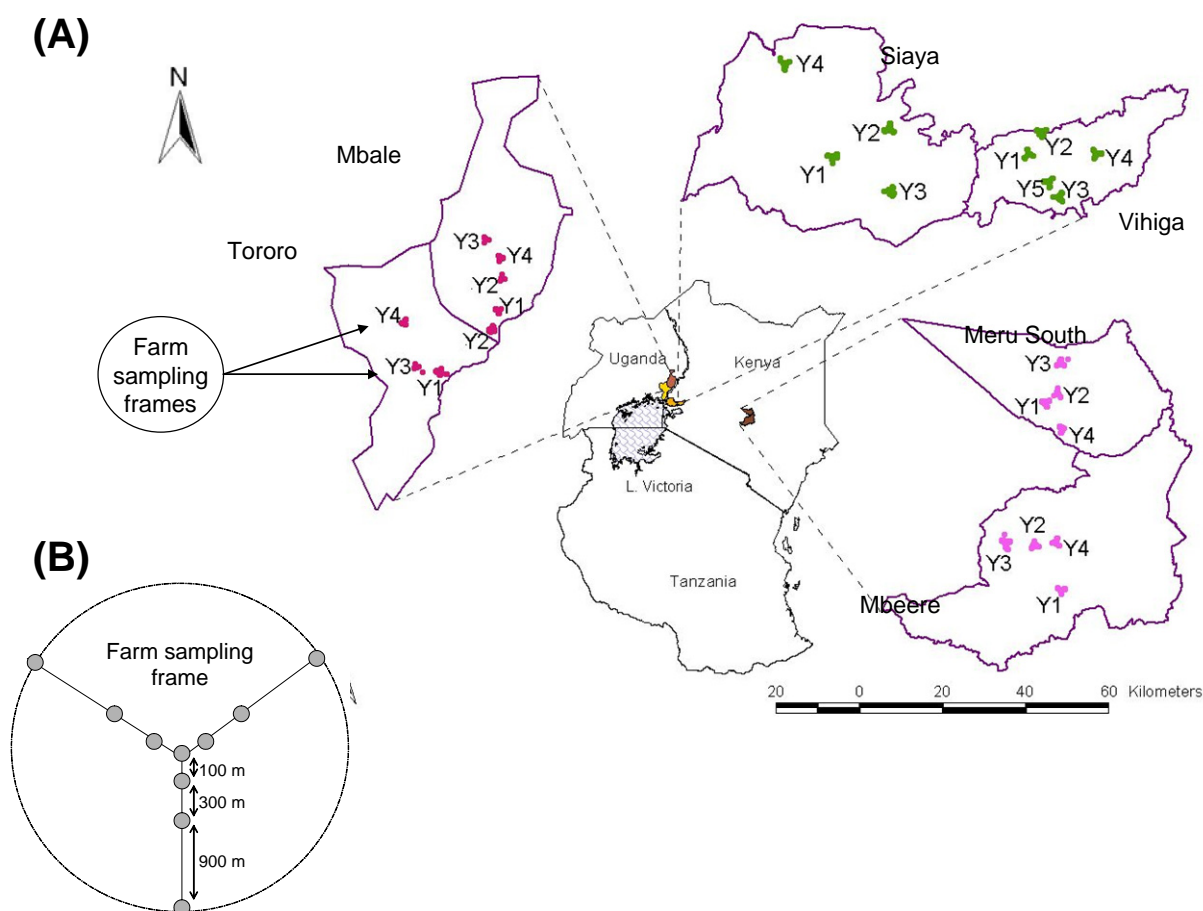 (A)
N
Mbale
Tororo
Y3
Y4
Y2
Y1
Y2
Y4
Y3
Y1
Farm
sampling
frames
Siaya
Y4
Y2
Y1
Y3
Y2
Y1
Y4
Y5
Y3
Vihiga
Uganda
Kenya
L. Victoria
Tanzania
Meru South
Y3
Y2
Y1
Y4
Y2
Y3
Y4
Mbeere
Y1
20 0 20 40 60 Kilometers
(B)
Farm sampling
frame
100 m
300 m
900 m